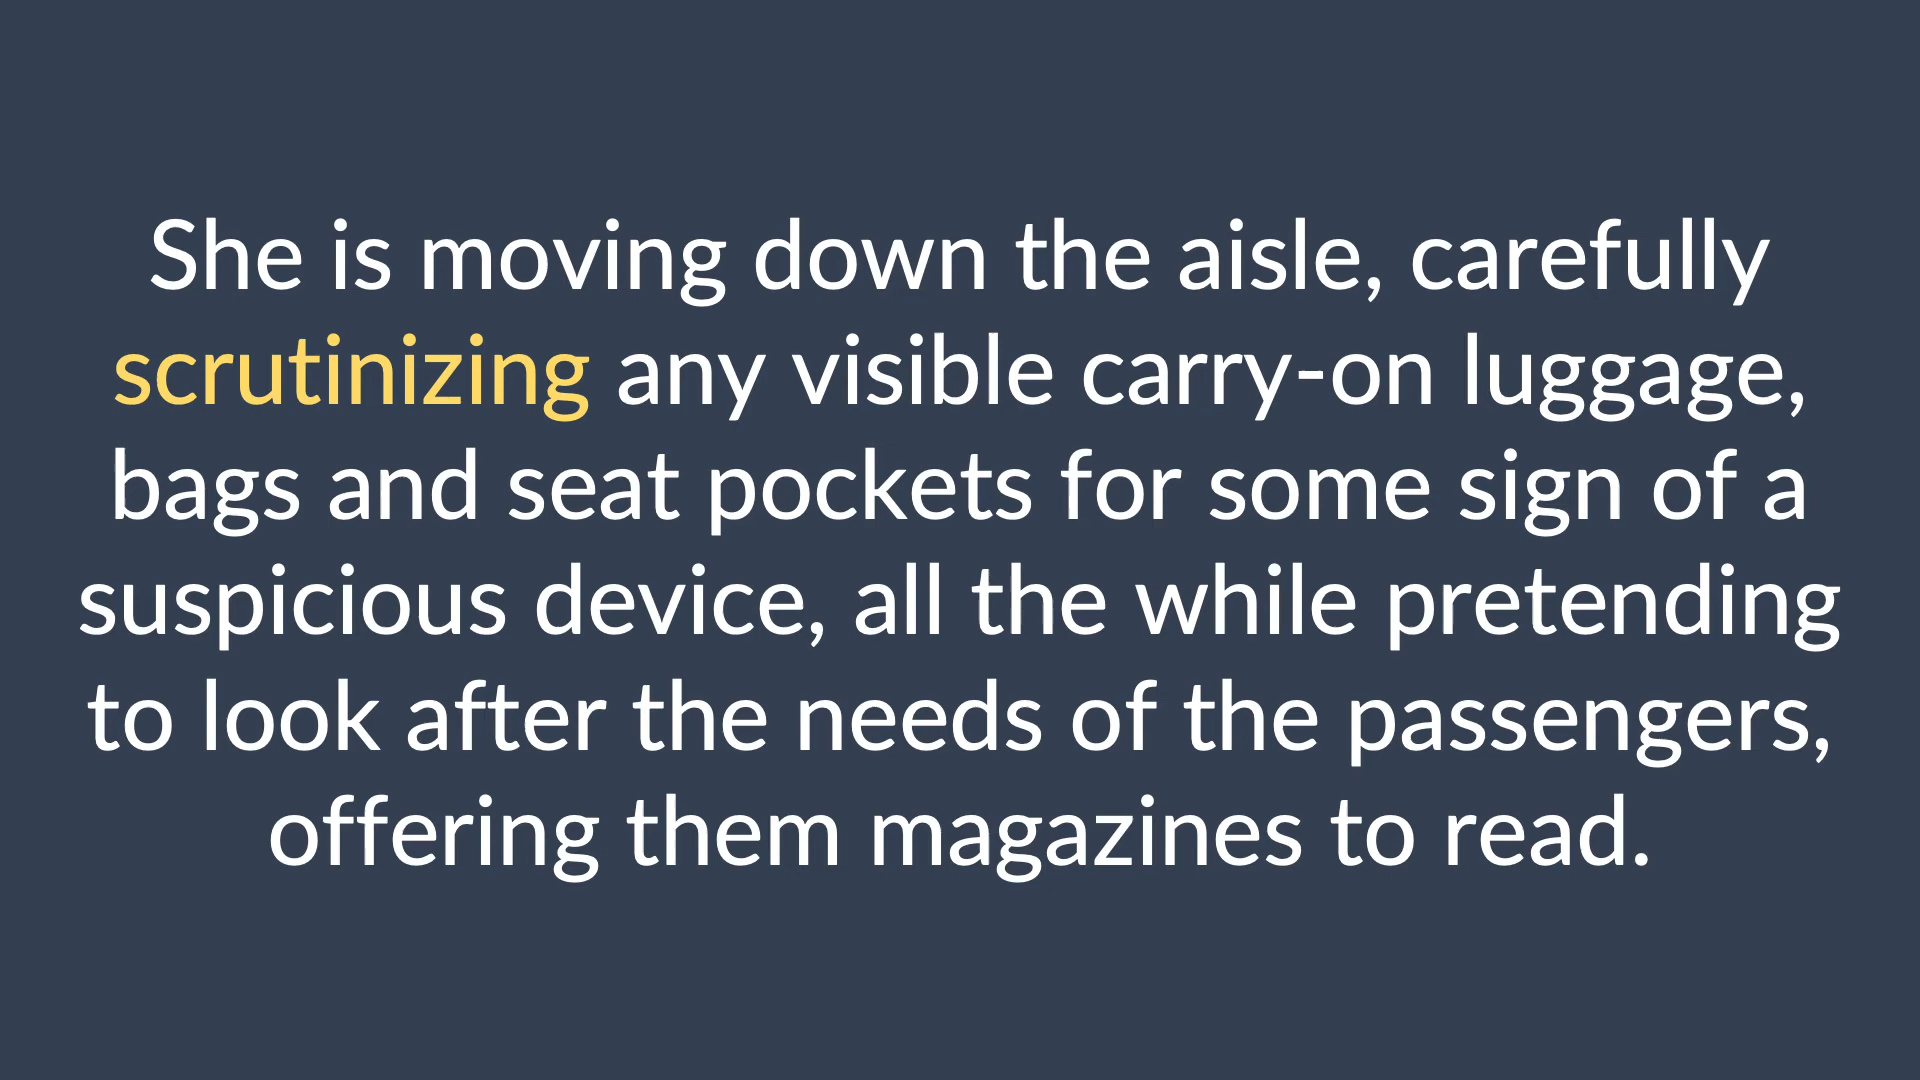 She is moving down the aisle, carefully
scrutinizing any visible carry-on luggage,
bags and seat pockets for some sign of a
suspicious device, all the while pretending
to look after the needs of the passengers,
offering them magazines to read.